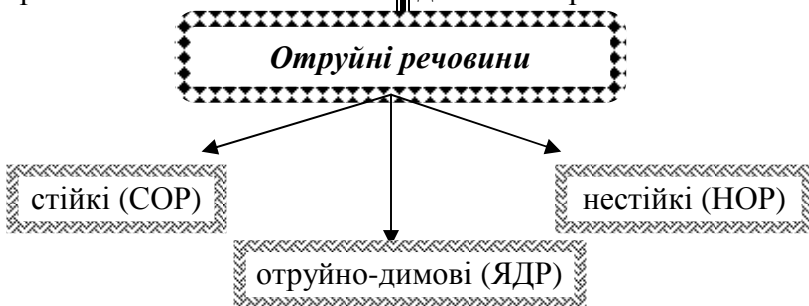 Отруйні речовини
стійкі (СОР)
нестійкі (НОР)
отруйно-димові (ЯДР)